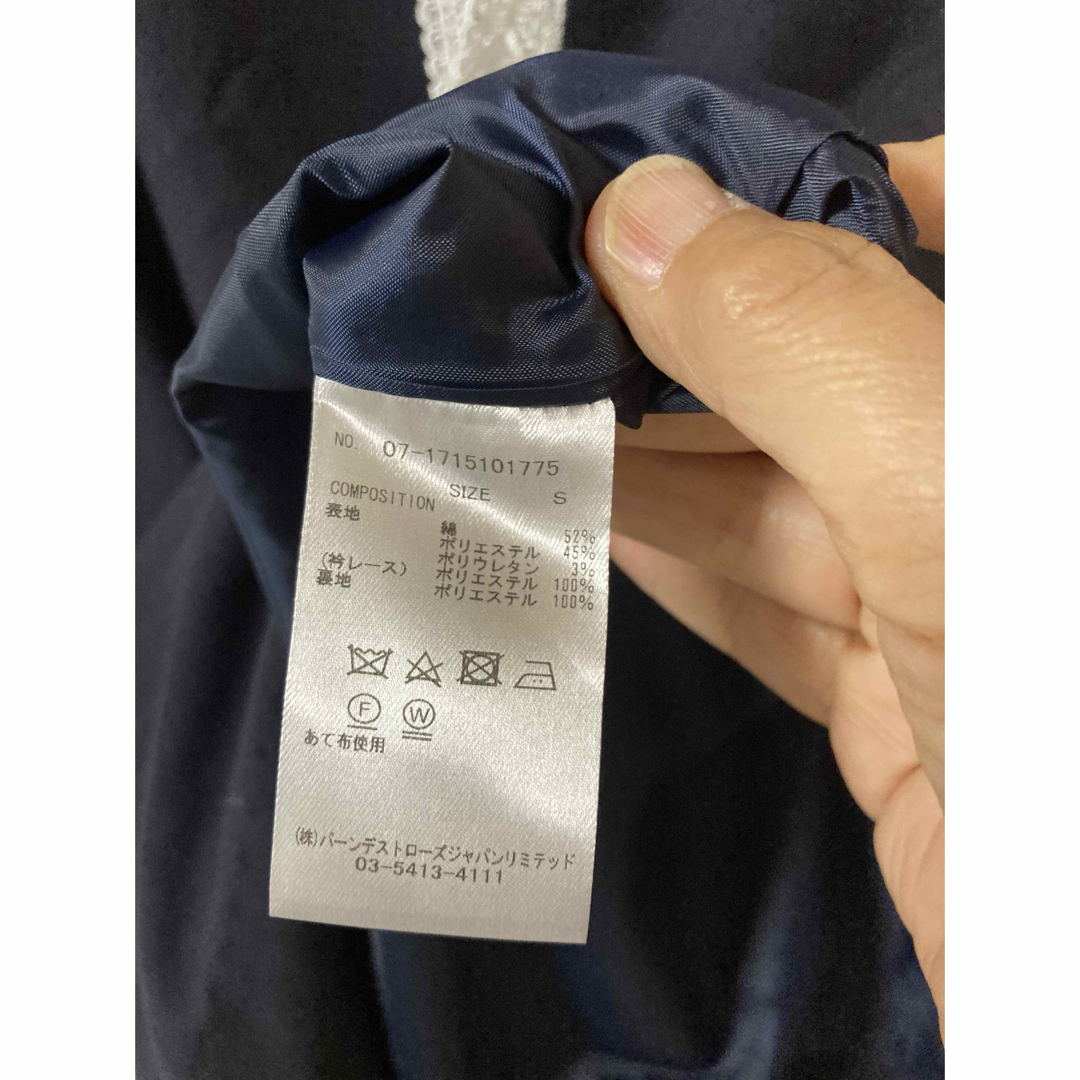 NO. 07-1715101775
SIZE S
COMPOSITION
表地 綿 52%
ポリエステル 45%
ポリウレタン 3%
(衿レース) ポリエステル 100%
裏地 ポリエステル 100%
F W
あて布使用
(株)バーンデストローズジャパンリミテッド
03-5413-4111